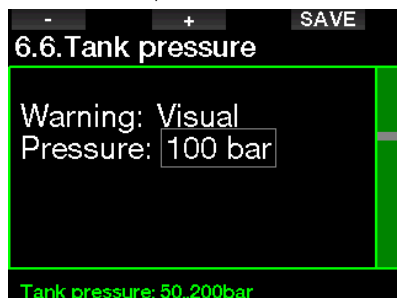 - + SAVE
6.6.Tank pressure
Warning: Visual
Pressure: 100 bar
Tank pressure: 50..200bar